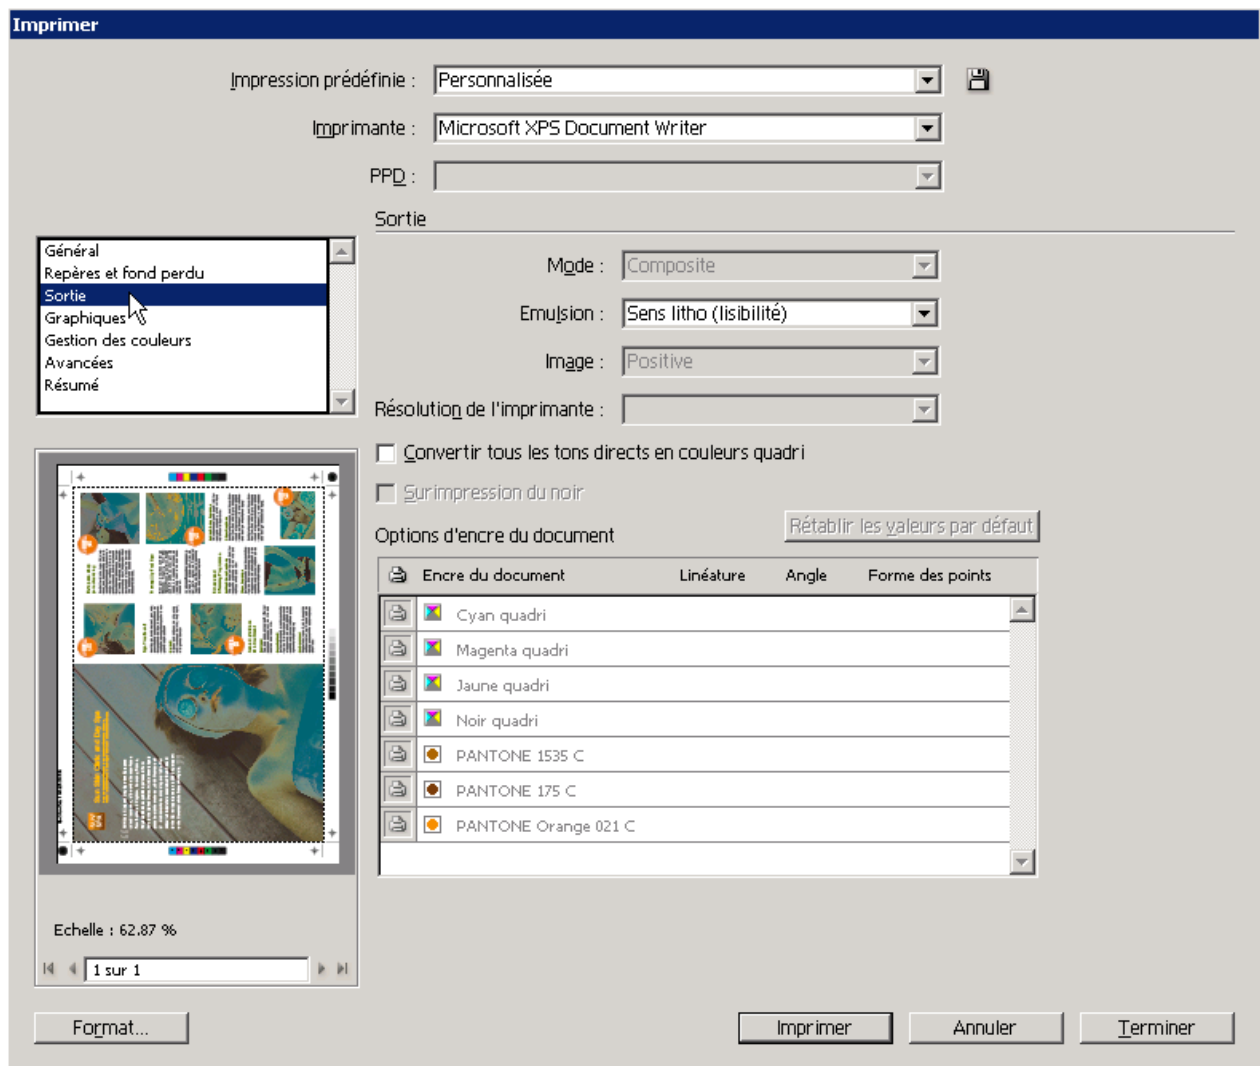 Imprimer
Impression prédéfinie : Personnalisée
Imprimante : Microsoft XPS Document Writer
PPD :
Sortie
Général
Repères et fond perdu
Sortie
Graphiques
Gestion des couleurs
Avancées
Résumé
Mode : Composite
Emulsion : Sens litho (lisibilité)
Image : Positive
Résolution de l'imprimante :
Convertir tous les tons directs en couleurs quadri
Surimpression du noir
Options d'encre du document
Rétablir les valeurs par défaut
Encre du document Linéature Angle Forme des points
Cyan quadri
Magenta quadri
Jaune quadri
Noir quadri
PANTONE 1535 C
PANTONE 175 C
PANTONE Orange 021 C
Echelle : 62.87 %
1 sur 1
Format...
Imprimer
Annuler
Terminer